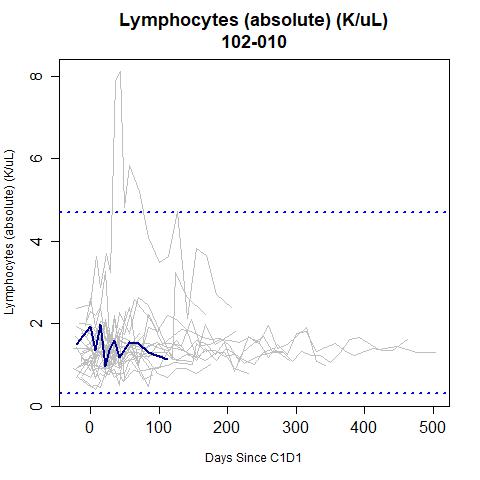 Lymphocytes (absolute) (K/uL)
102-010
Lymphocytes (absolute) (K/uL)
8
6
4
2
0
0 100 200 300 400 500
Days Since C1D1